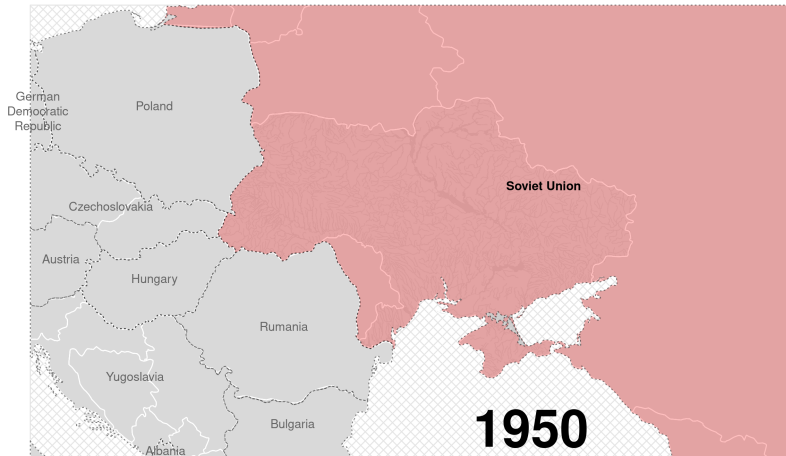 German
Democratic
Republic
Poland
Soviet Union
Czechoslovakia
Austria
Hungary
Rumania
Yugoslavia
Bulgaria
Albania
1950